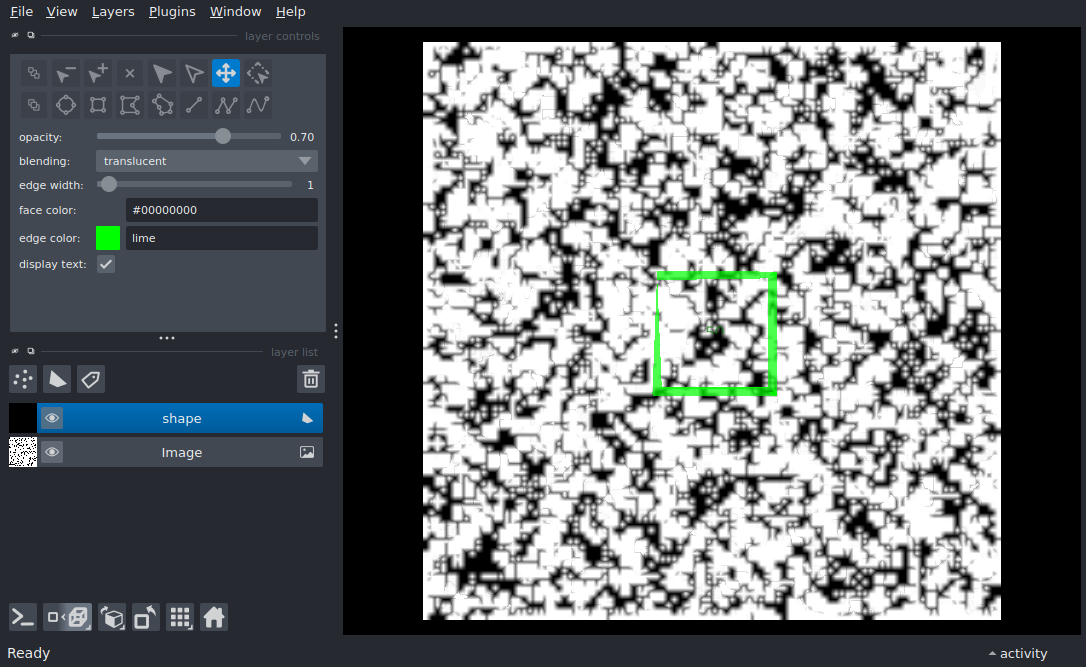 File View Layers Plugins Window Help
layer controls
opacity: 0.70
blending: translucent
edge width: 1
face color: #00000000
edge color: lime
display text:
layer list
shape
Image
Ready
activity